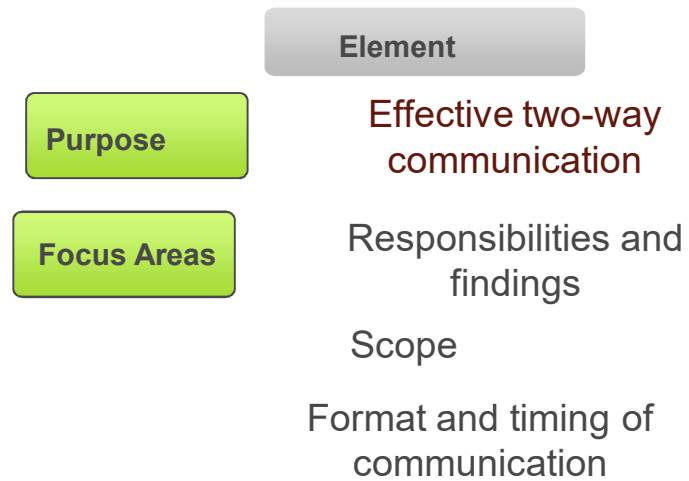 Element
Purpose
Effective two-way
communication
Focus Areas
Responsibilities and
findings
Scope
Format and timing of
communication